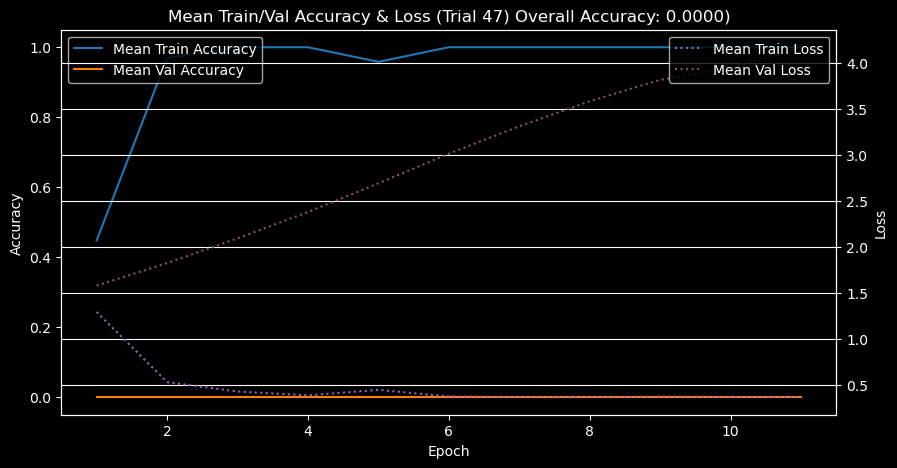 Mean Train/Val Accuracy & Loss (Trial 47) Overall Accuracy: 0.0000)
Mean Train Accuracy
Mean Val Accuracy
Mean Train Loss
Mean Val Loss
1.0
0.8
0.6
0.4
0.2
0.0
Accuracy
4.0
3.5
3.0
2.5
2.0
1.5
1.0
0.5
Loss
2 4 6 8 10
Epoch